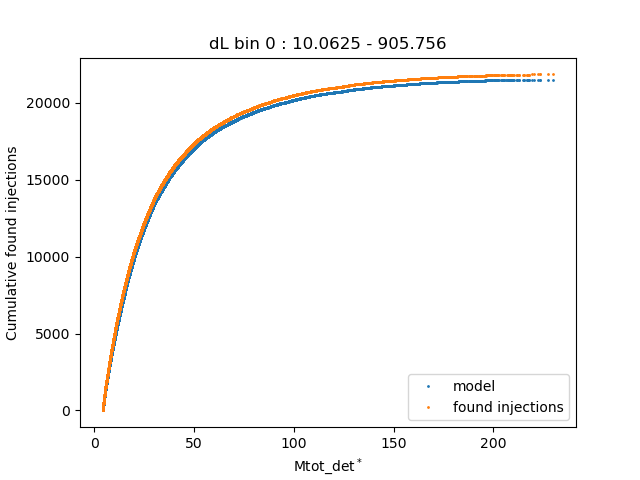 dL bin 0 : 10.0625 - 905.756
Cumulative found injections
20000
15000
10000
5000
0
0 50 100 150 200
Mtot_det*
model
found injections